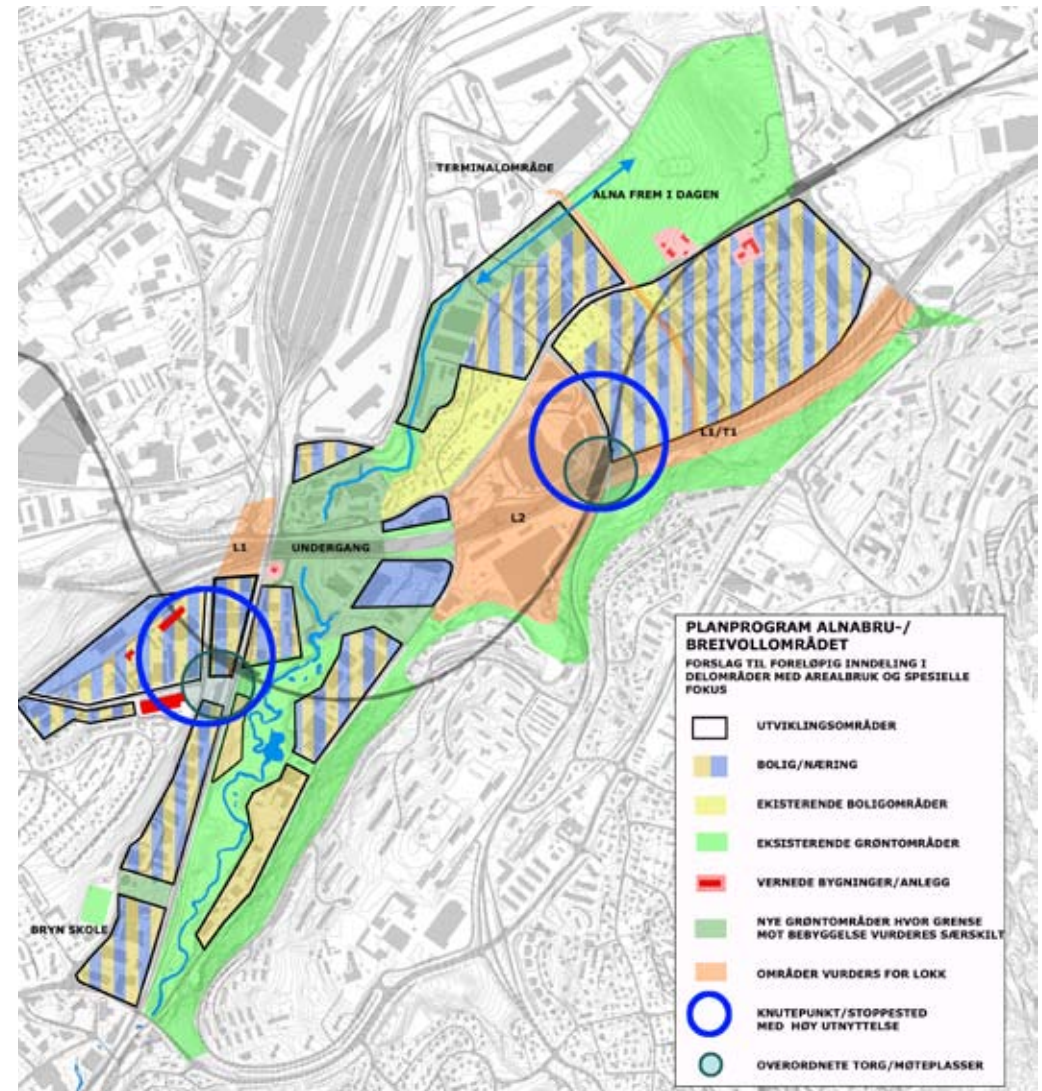 TERMINALOMRÅDE
ALNA FREM I DAGEN
L1/T1
L2
L1
UNDERGANG
BRYN SKOLE
PLANPROGRAM ALNABRU-/
BREIVOLLOMRÅDET
FORSLAG TIL FORELØPIG INNDELING I
DELOMRÅDER MED AREALBRUK OG SPESIELLE
FOKUS
UTVIKLINGSOMRÅDER
BOLIG/NÆRING
EKISTERENDE BOLIGOMRÅDER
EKSISTERENDE GRØNTOMRÅDER
VERNEDE BYGNINGER/ANLEGG
NYE GRØNTOMRÅDER HVOR GRENSE
MOT BEBYGGELSE VURDERES SÆRSKILT
OMRÅDER VURDERS FOR LOKK
KNUTEPUNKT/STOPPESTED
MED HØY UTNYTTELSE
OVERORDNETE TORG/MØTEPLASSER